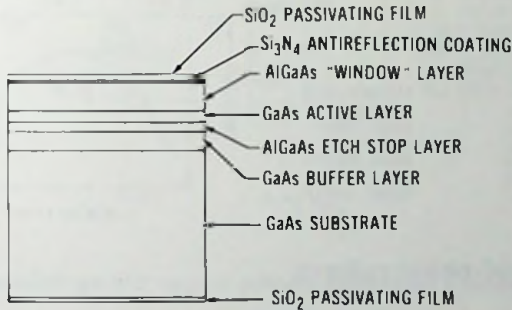 SiO₂ PASSIVATING FILM
Si₃N₄ ANTIREFLECTION COATING
AlGaAs "WINDOW" LAYER
GaAs ACTIVE LAYER
AlGaAs ETCH STOP LAYER
GaAs BUFFER LAYER
GaAs SUBSTRATE
SiO₂ PASSIVATING FILM